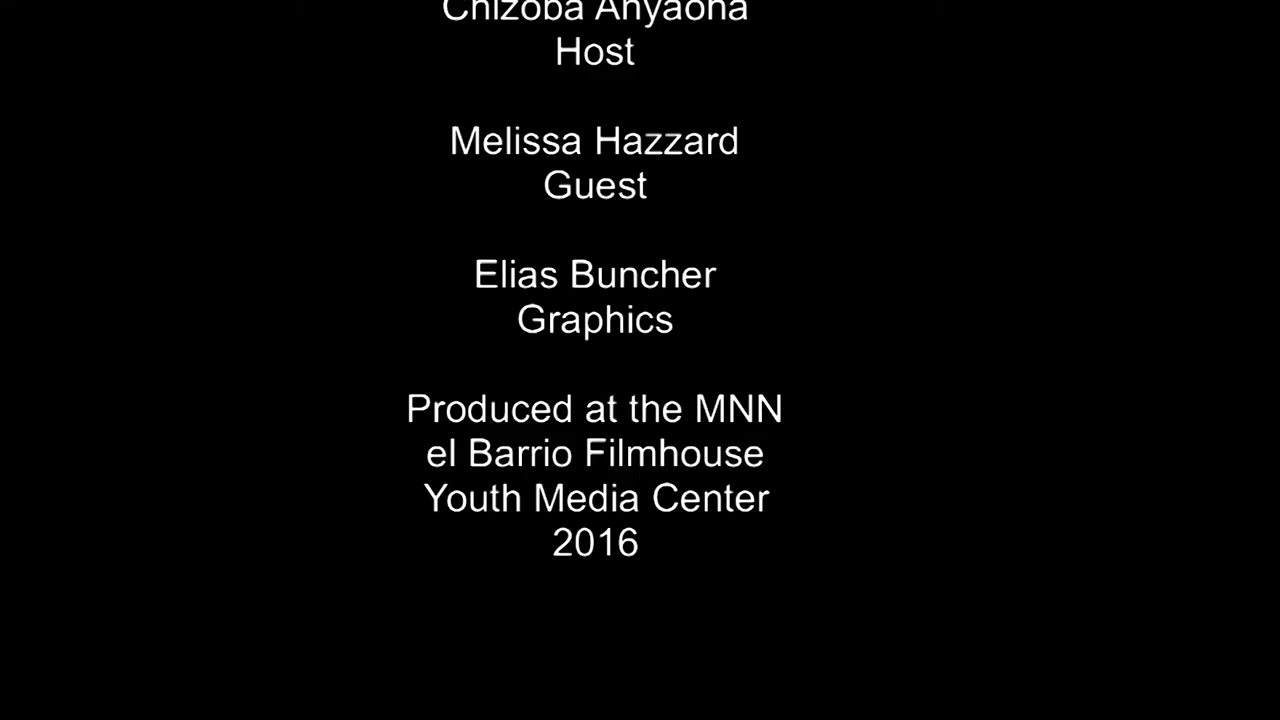 Chizoba Anyaoha
Host
Melissa Hazzard
Guest
Elias Buncher
Graphics
Produced at the MNN
el Barrio Filmhouse
Youth Media Center
2016